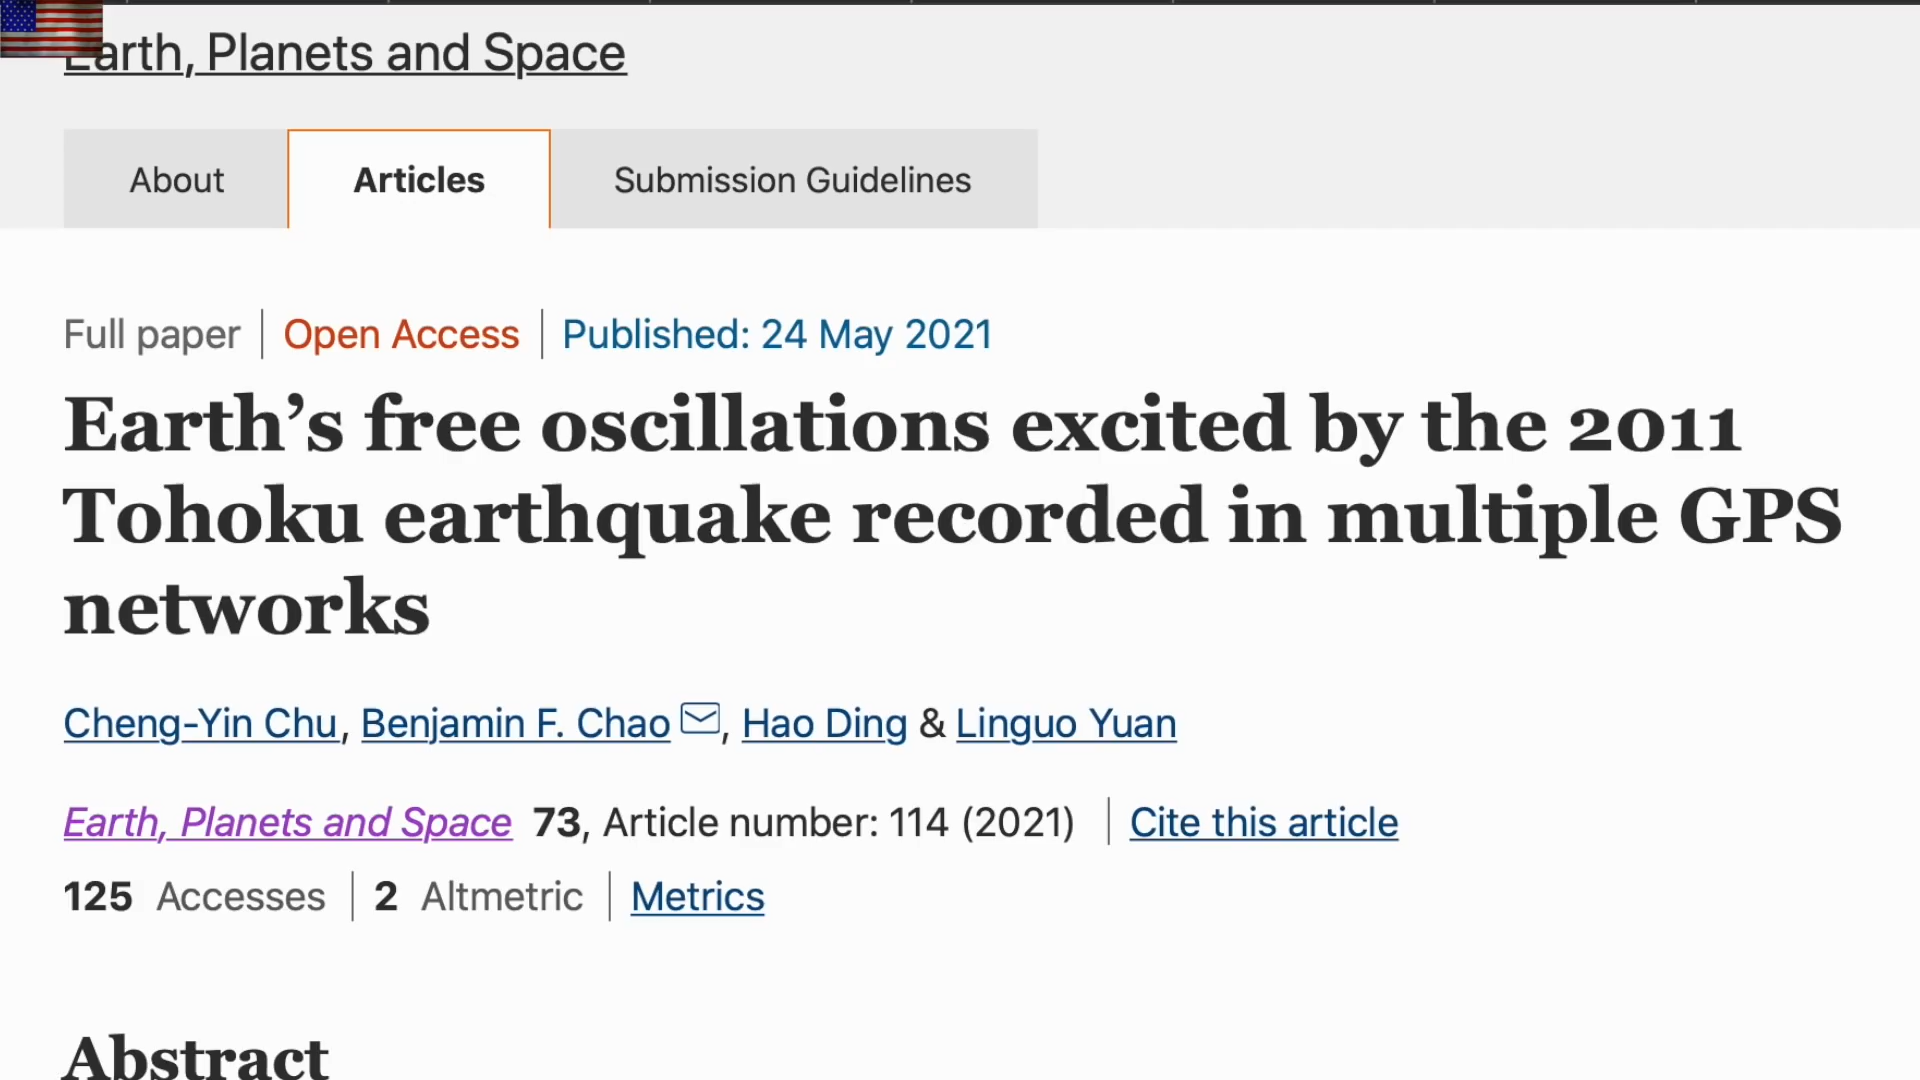 Earth, Planets and Space
About
Articles
Submission Guidelines
Full paper
Open Access
Published: 24 May 2021
Earth’s free oscillations excited by the 2011
Tohoku earthquake recorded in multiple GPS
networks
Cheng-Yin Chu, Benjamin F. Chao, Hao Ding & Linguo Yuan
Earth, Planets and Space 73, Article number: 114 (2021)
Cite this article
125 Accesses
2 Altmetric
Metrics
Abstract